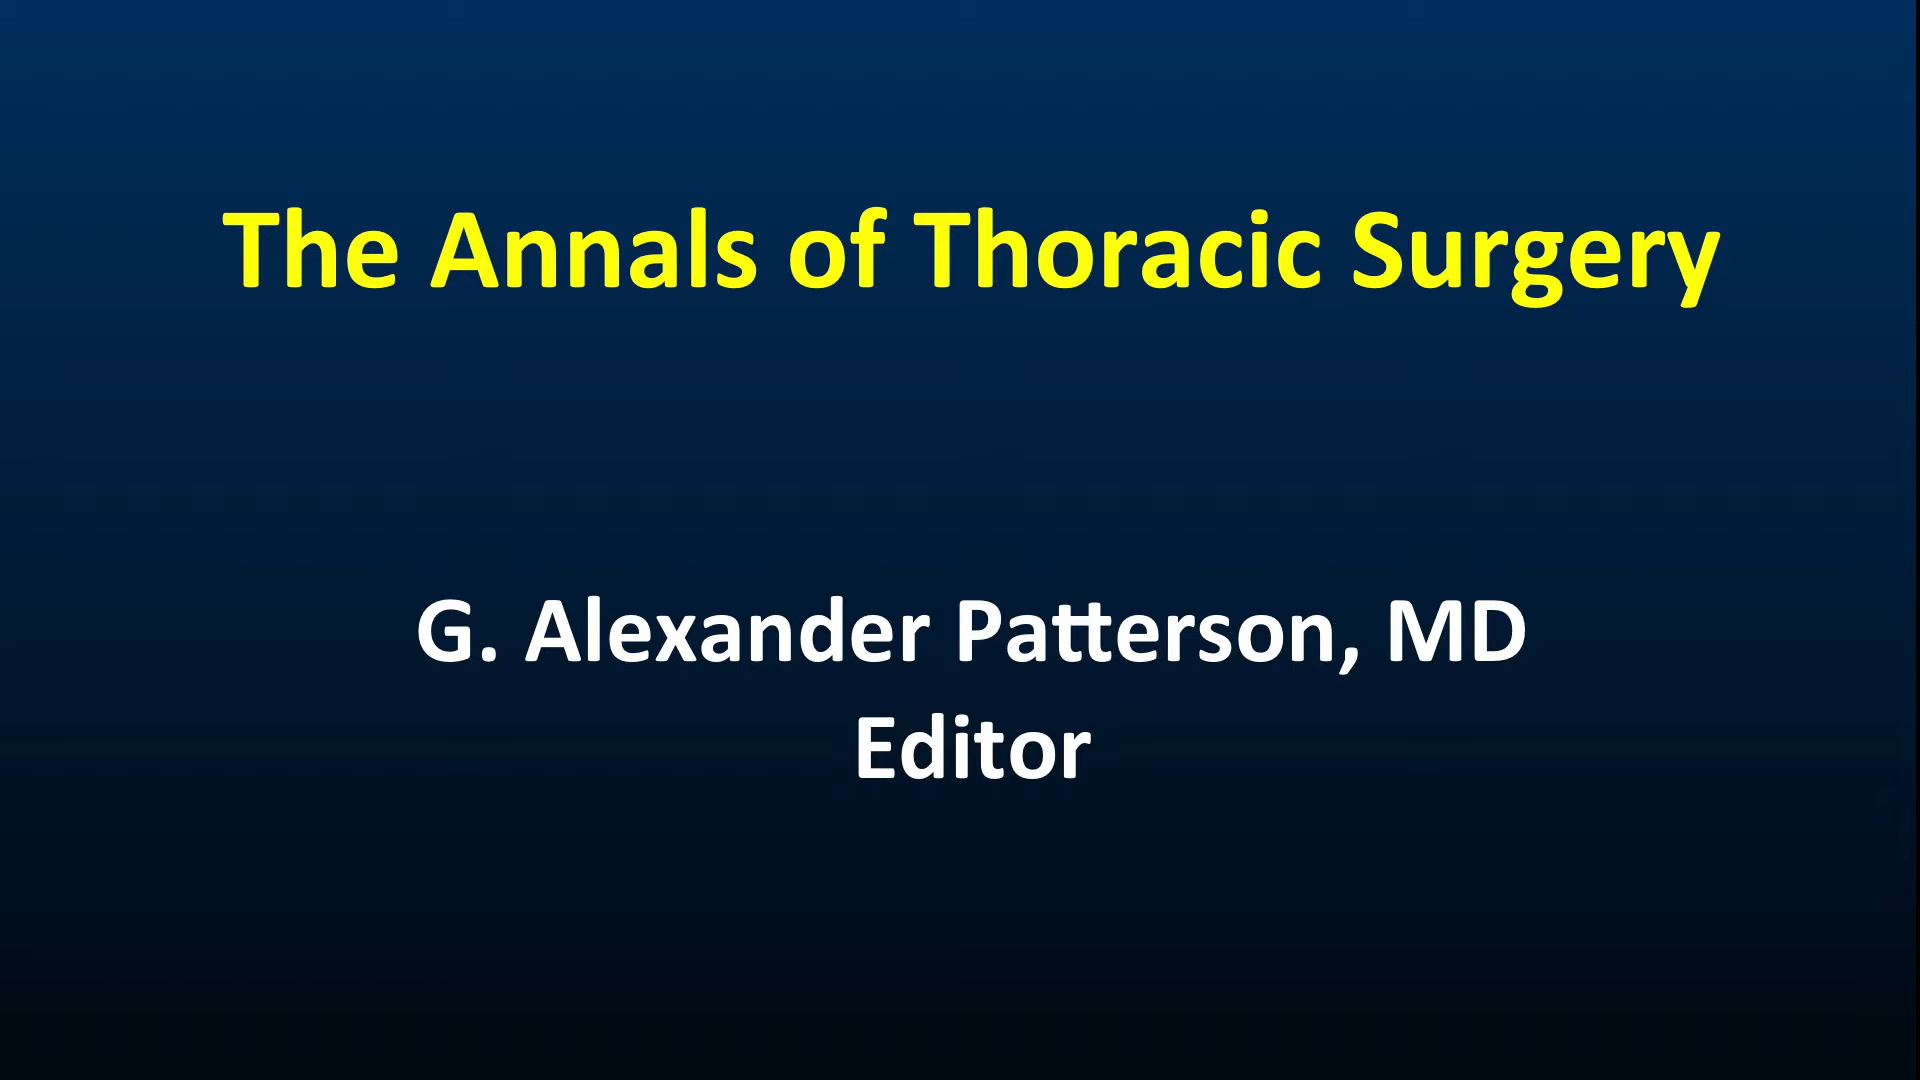 The Annals of Thoracic Surgery
G. Alexander Patterson, MD
Editor